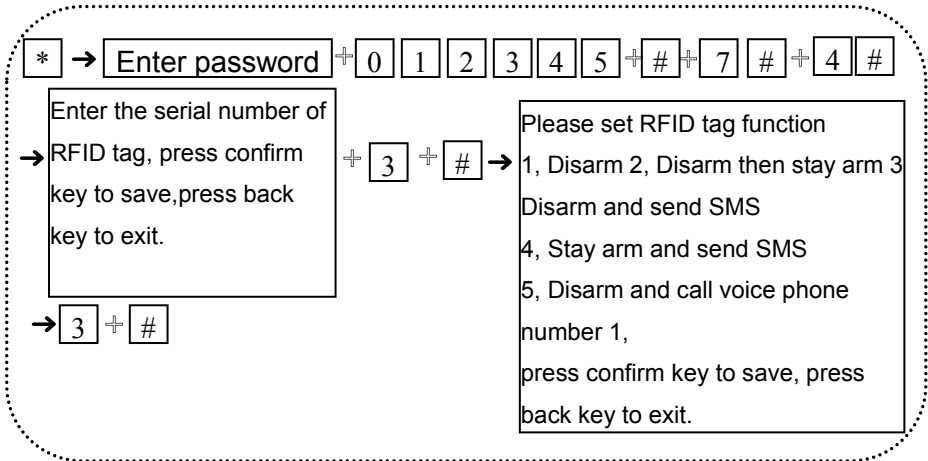 * → Enter password + 0 1 2 3 4 5 + # + 7 # + 4 #
→ Enter the serial number of
RFID tag, press confirm
key to save,press back
key to exit.
+ 3 + # →
Please set RFID tag function
1, Disarm 2, Disarm then stay arm 3
Disarm and send SMS
4, Stay arm and send SMS
5, Disarm and call voice phone
number 1,
press confirm key to save, press
back key to exit.
→ 3 + #